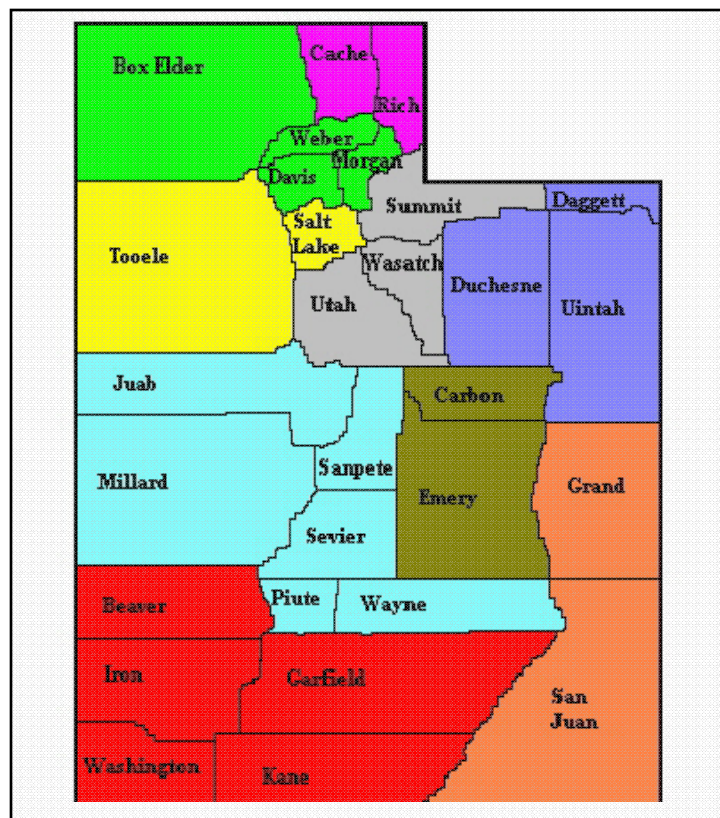 Cache
Box Elder
Rich
Weber
Morgan
Davis
Summit
Daggett
Salt
Lake
Tooele
Wasatch
Duchesne
Utah
Uintah
Juab
Carbon
Sanpete
Millard
Grand
Emery
Sevier
Piute
Wayne
Beaver
Iron
Garfield
San
Juan
Washington
Kane